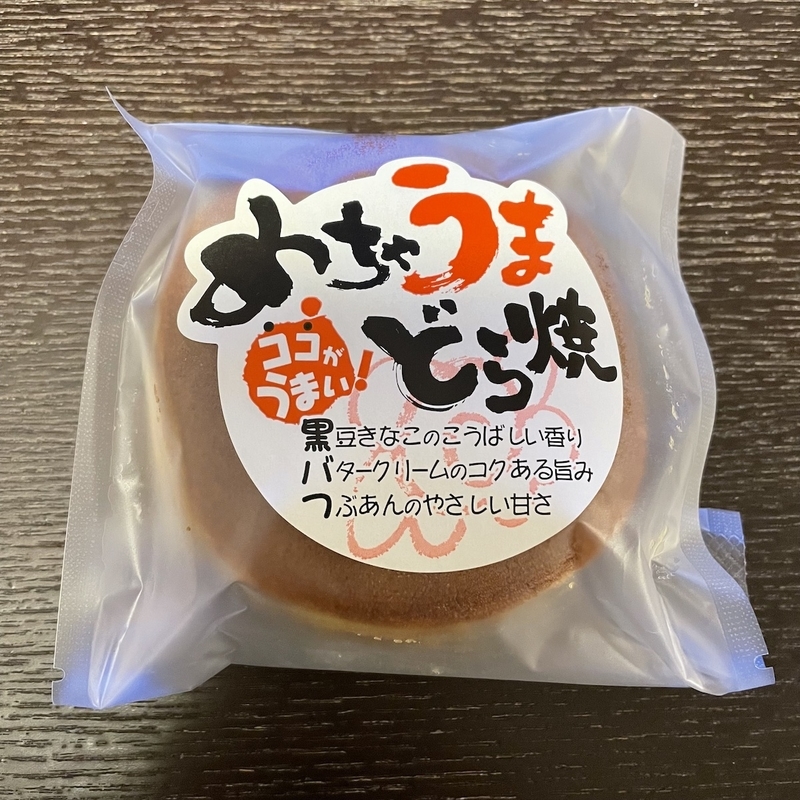 めちゃうま
どら焼
ココが
うまい!
黒豆きなこのこうばしい香り
バタークリームのコクある旨み
つぶあんのやさしい甘さ